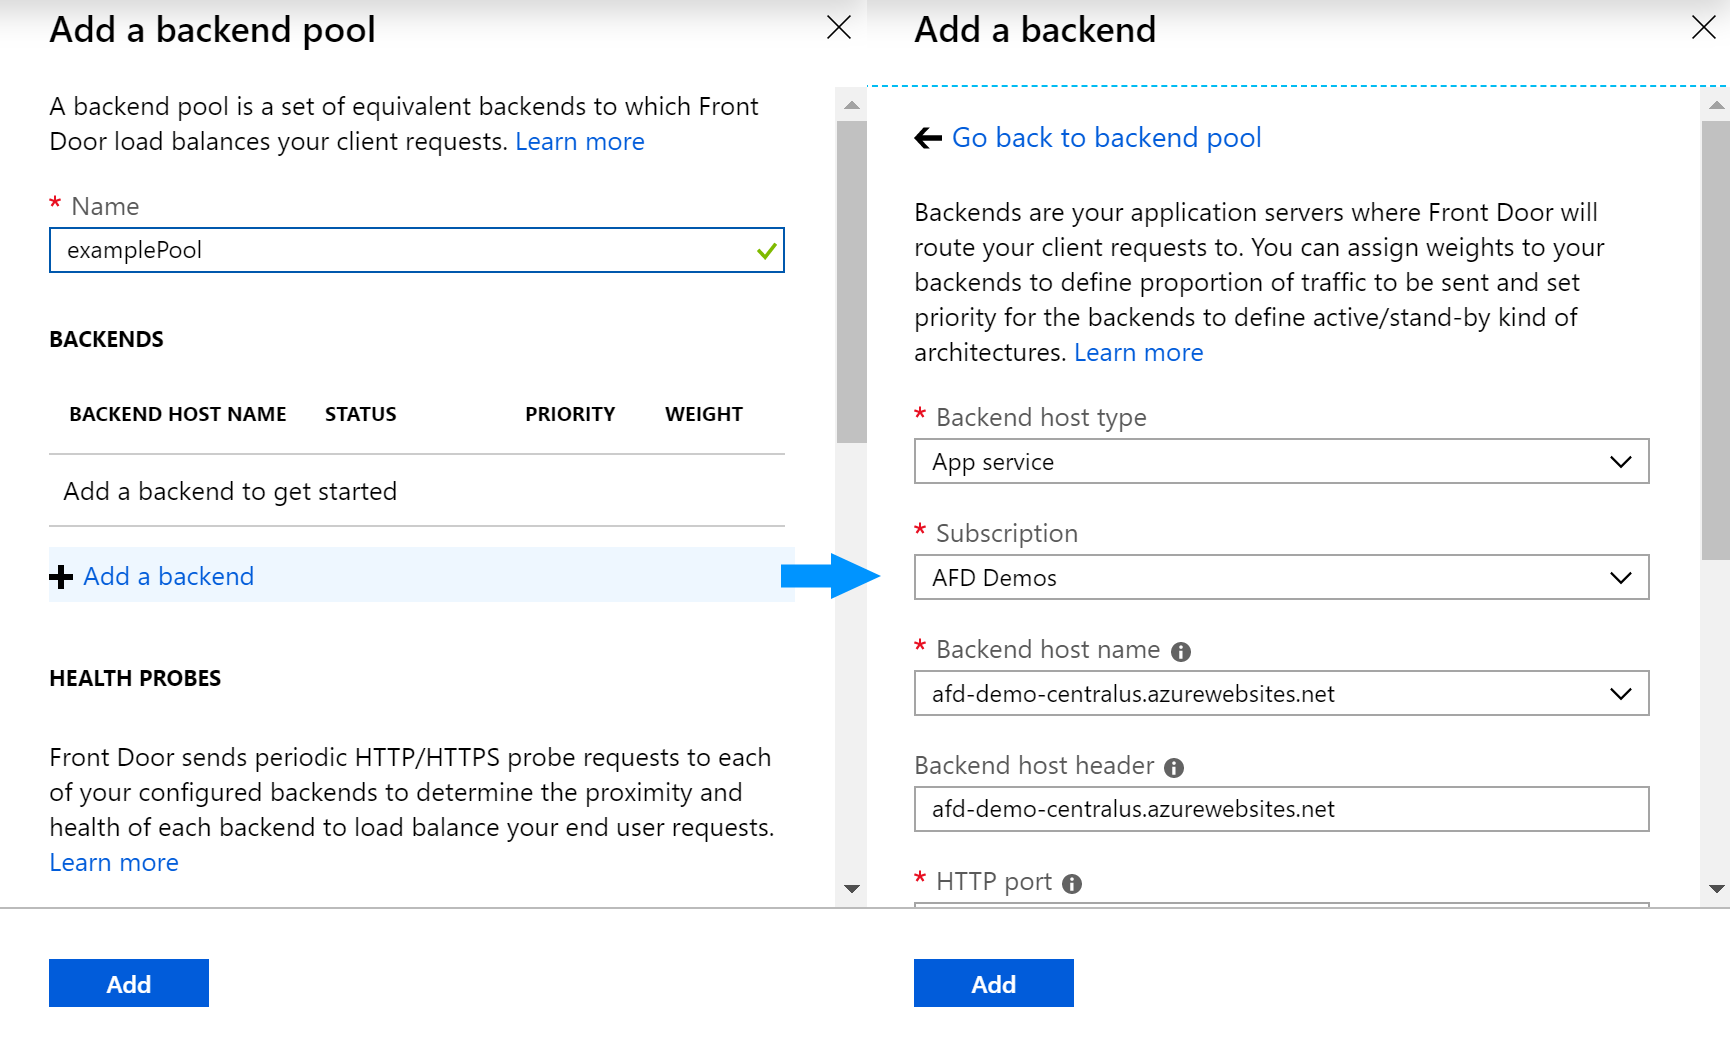 Add a backend pool
A backend pool is a set of equivalent backends to which Front
Door load balances your client requests. Learn more
* Name
examplePool
BACKENDS
BACKEND HOST NAME STATUS PRIORITY WEIGHT
Add a backend to get started
Add a backend
HEALTH PROBES
Front Door sends periodic HTTP/HTTPS probe requests to each
of your configured backends to determine the proximity and
health of each backend to load balance your end user requests.
Learn more
Add
Add a backend
Go back to backend pool
Backends are your application servers where Front Door will
route your client requests to. You can assign weights to your
backends to define proportion of traffic to be sent and set
priority for the backends to define active/stand-by kind of
architectures. Learn more
* Backend host type
App service
* Subscription
AFD Demos
* Backend host name
afd-demo-centralus.azurewebsites.net
Backend host header
afd-demo-centralus.azurewebsites.net
* HTTP port
Add